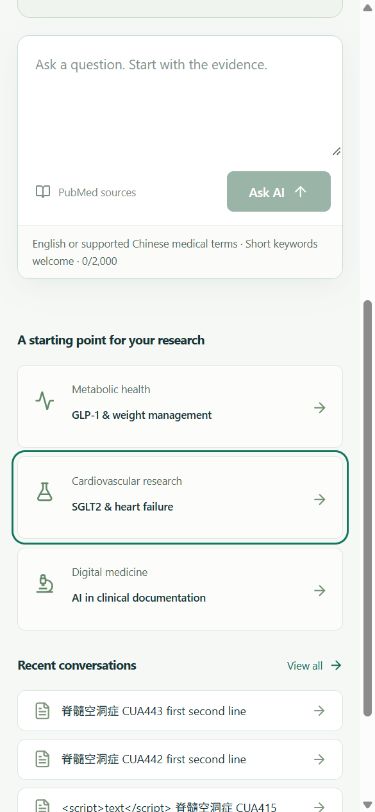 Ask a question. Start with the evidence.
PubMed sources
Ask AI
English or supported Chinese medical terms · Short keywords
welcome · 0/2,000
A starting point for your research
Metabolic health
GLP-1 & weight management
Cardiovascular research
SGLT2 & heart failure
Digital medicine
AI in clinical documentation
Recent conversations
View all
脊髓空洞症 CUA443 first second line
脊髓空洞症 CUA442 first second line
<script>text</script> 脊髓空洞症 CUA415